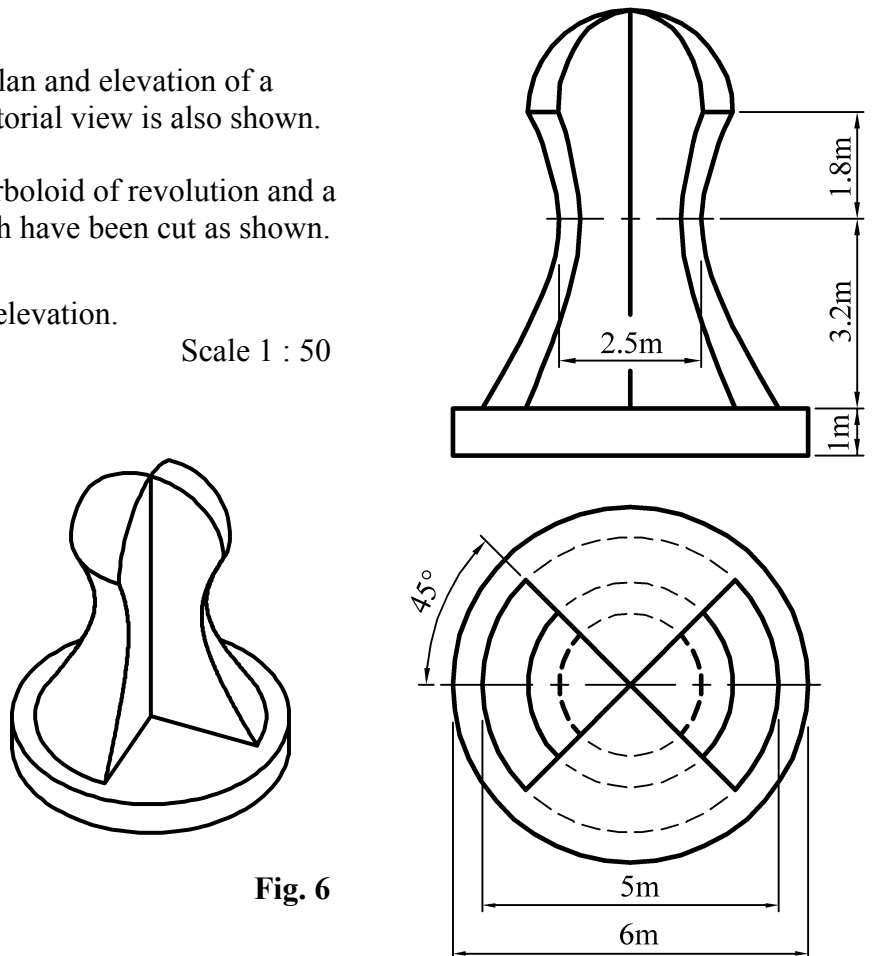 lan and elevation of a
torial view is also shown.
rboloid of revolution and a
h have been cut as shown.
elevation.
Scale 1 : 50
1.8m
3.2m
2.5m
1m
45°
Fig. 6
5m
6m